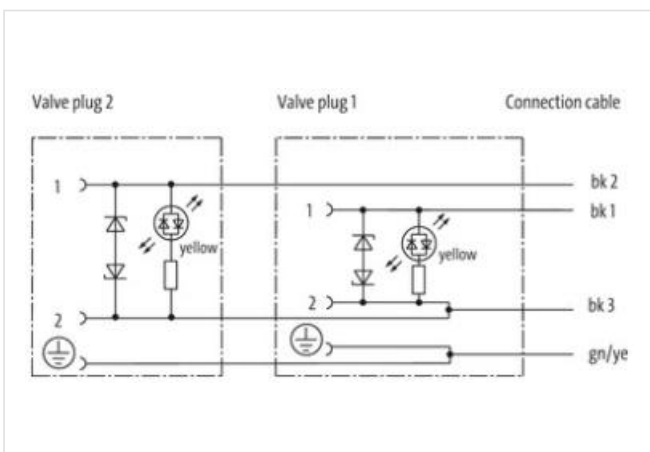 Valve plug 2 Valve plug 1 Connection cable
1 bk 2
1 bk 1
yellow yellow
2 bk 3
2
gn/ye